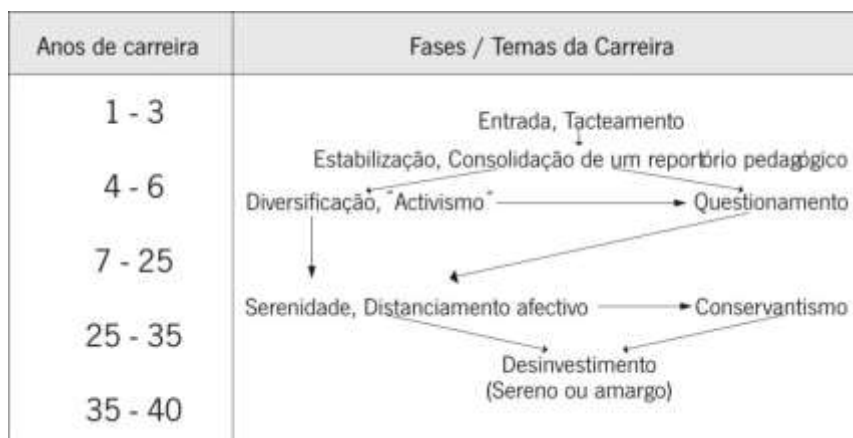 Anos de carreira Fases / Temas da Carreira
1 - 3
Entrada, Tacteamento
Estabilização, Consolidação de um reportório pedagógico
4 - 6
Diversificação, ¨Activismo¨ Questionamento
7 - 25
Serenidade, Distanciamento afectivo Conservantismo
25 - 35
Desinvestimento
(Sereno ou amargo)
35 - 40